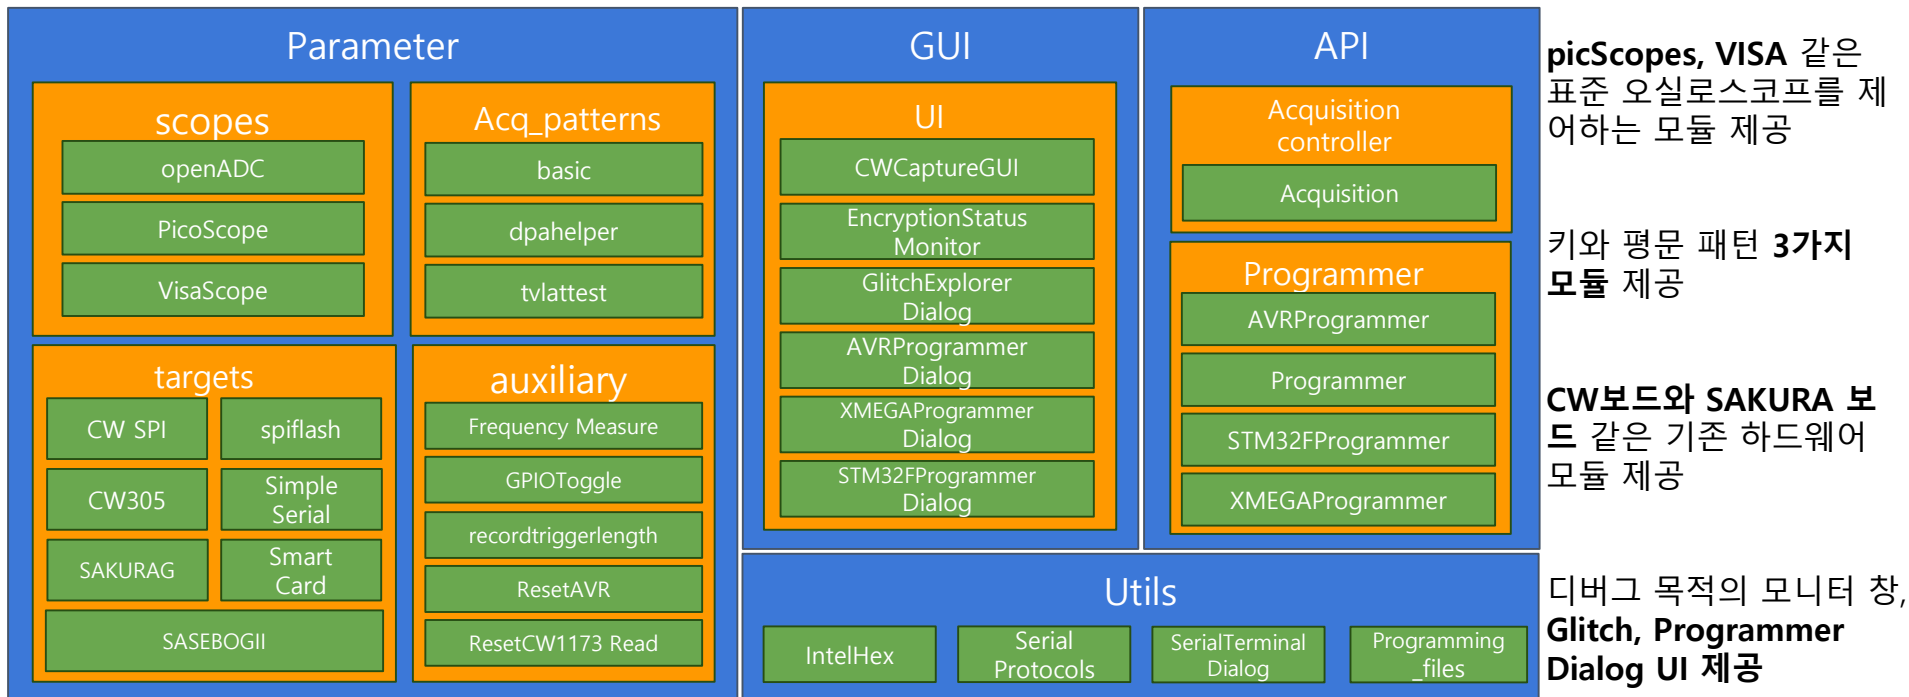 Parameter
scopes
openADC
PicoScope
VisaScope
Acq_patterns
basic
dpahelper
tvlattest
targets
CW SPI
spiflash
CW305
Simple
Serial
SAKURAG
Smart
Card
SASEBOGII
auxiliary
Frequency Measure
GPIOToggle
recordtriggerlength
ResetAVR
ResetCW1173 Read
GUI
UI
CWCaptureGUI
EncryptionStatus
Monitor
GlitchExplorer
Dialog
AVRProgrammer
Dialog
XMEGAProgrammer
Dialog
STM32FProgrammer
Dialog
API
Acquisition
controller
Acquisition
Programmer
AVRProgrammer
Programmer
STM32FProgrammer
XMEGAProgrammer
Utils
IntelHex
Serial
Protocols
SerialTerminal
Dialog
Programming
_files
picScopes, VISA 같은
표준 오실로스코프를 제
어하는 모듈 제공
키와 평문 패턴 3가지
모듈 제공
CW보드와 SAKURA 보
드 같은 기존 하드웨어
모듈 제공
디버그 목적의 모니터 창,
Glitch, Programmer
Dialog UI 제공